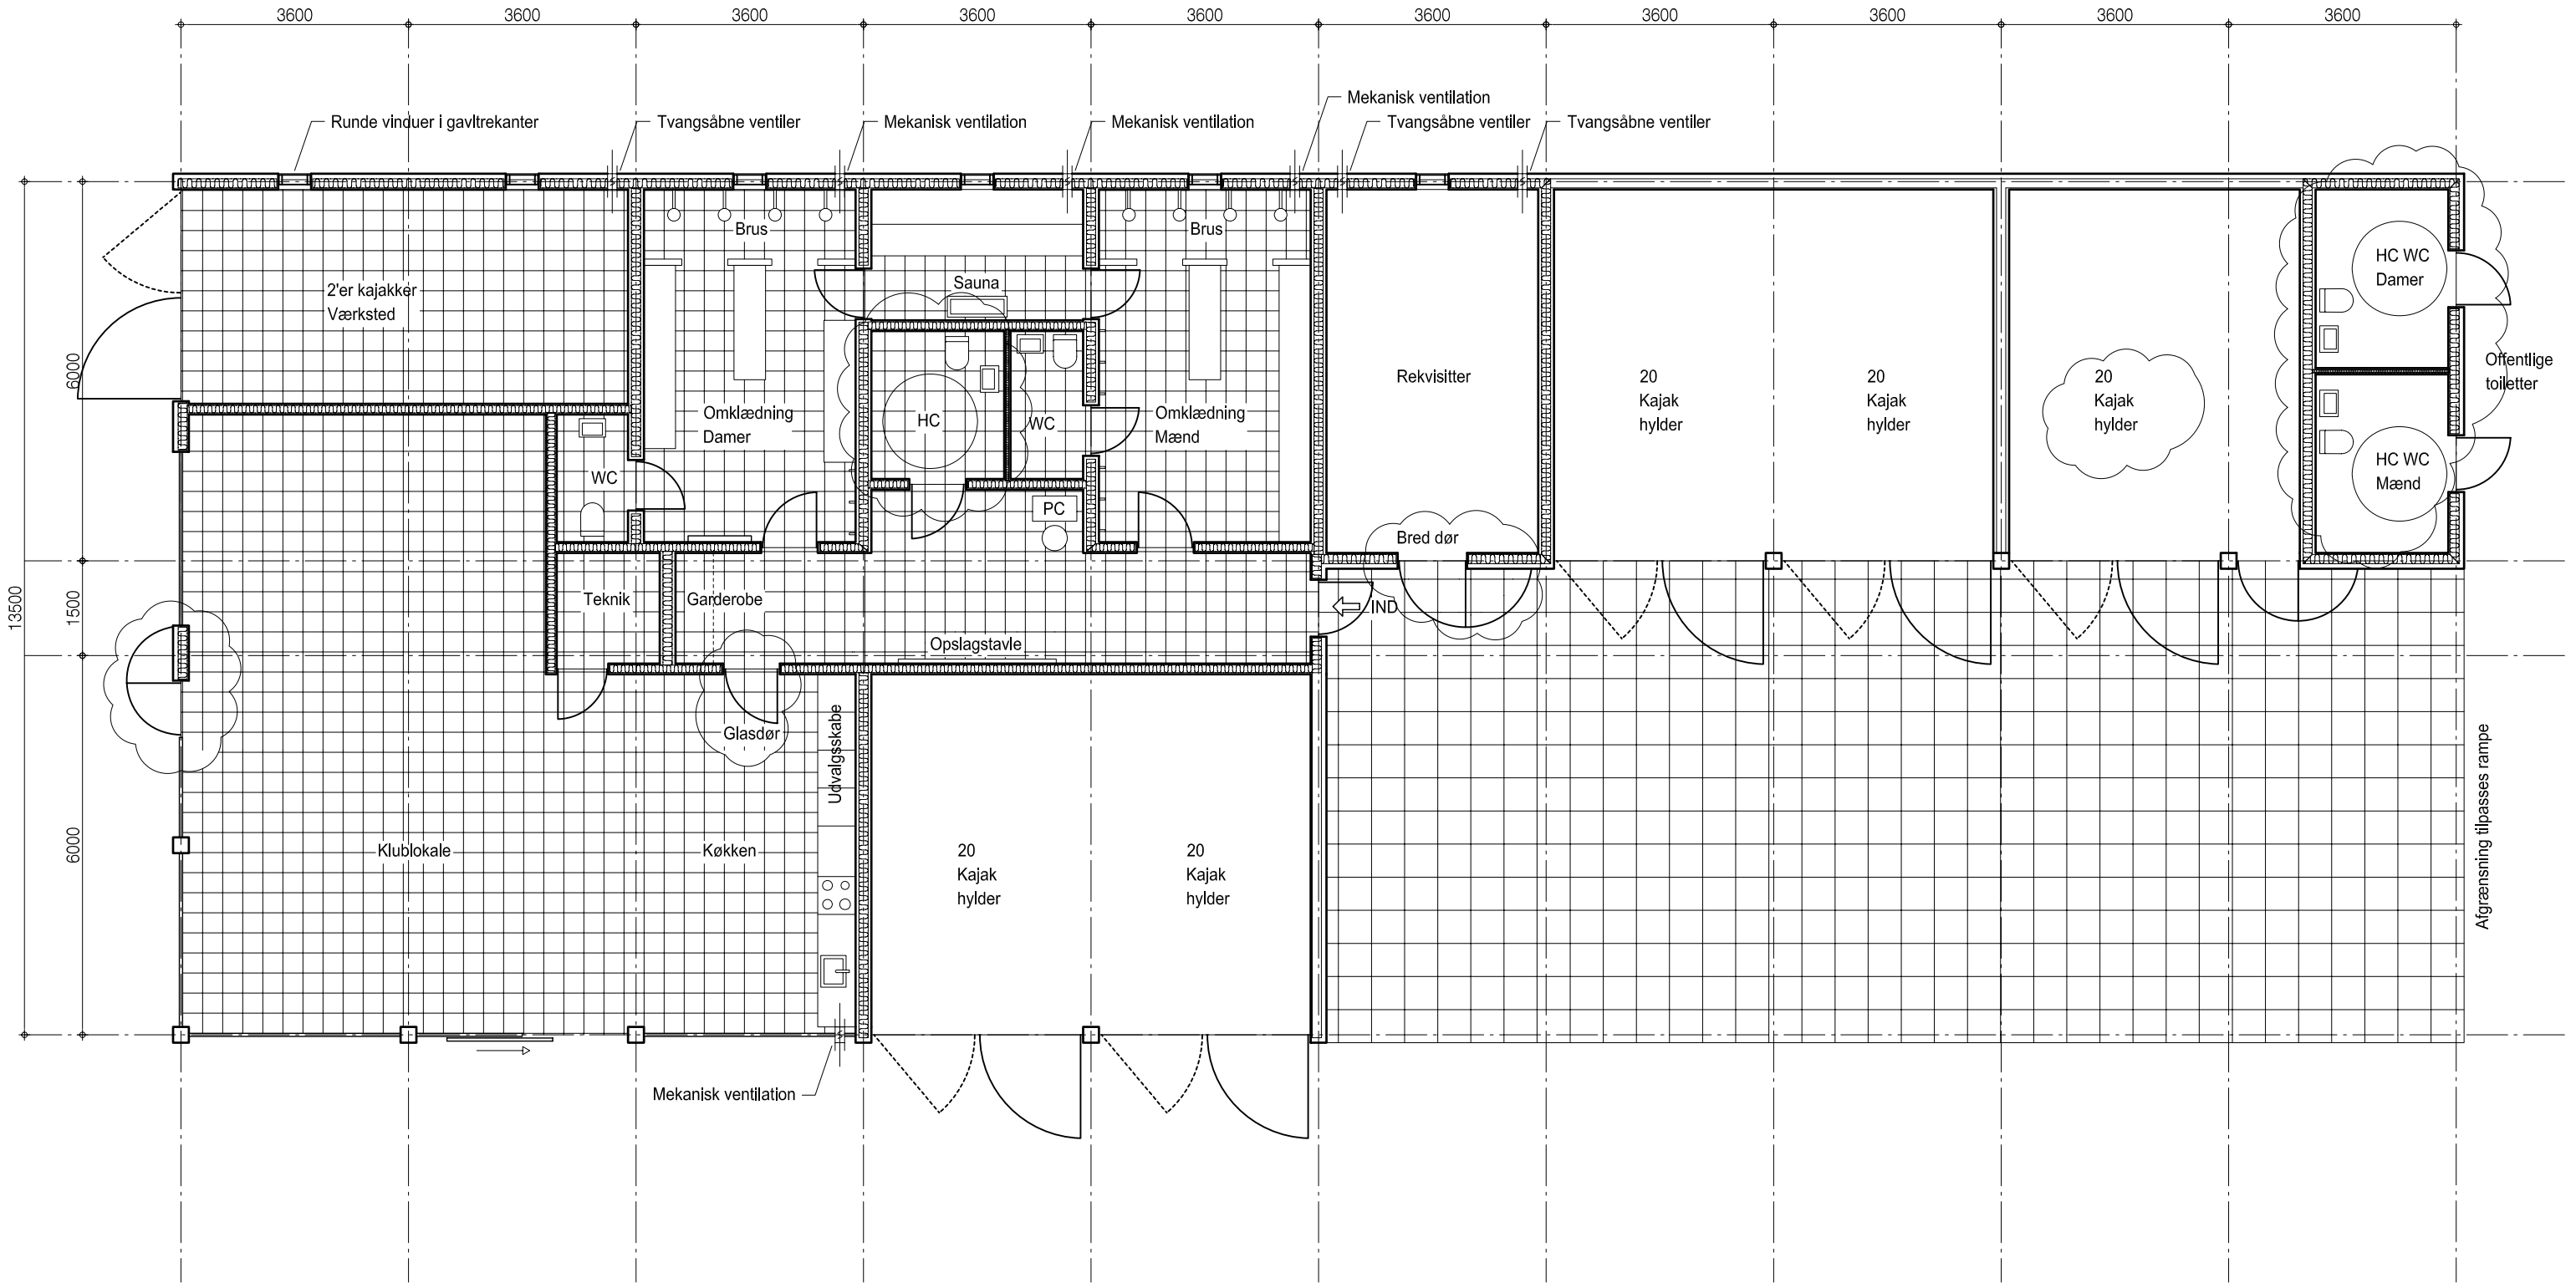 3600 3600 3600 3600 3600 3600 3600 3600 3600 3600
Mekanisk ventilation
Runde vinduer i gavltrekanter
Tvangsåbne ventiler
Mekanisk ventilation
Mekanisk ventilation
Tvangsåbne ventiler
Tvangsåbne ventiler
Brus
Brus
HC WC
Damer
Sauna
2'er kajakker
Værksted
6000
Offentlige
toiletter
Rekvisitter
20
Kajak
hylder
20
Kajak
hylder
20
Kajak
hylder
Omklædning
Damer
HC
WC
Omklædning
Mænd
HC WC
Mænd
WC
PC
Bred dør
13500
1500
Teknik
Garderobe
IND
Opslagstavle
Glasdør
Udvalgsskabe
Afgrænsning tilpasses rampe
6000
Klublokale
Køkken
20
Kajak
hylder
20
Kajak
hylder
Mekanisk ventilation